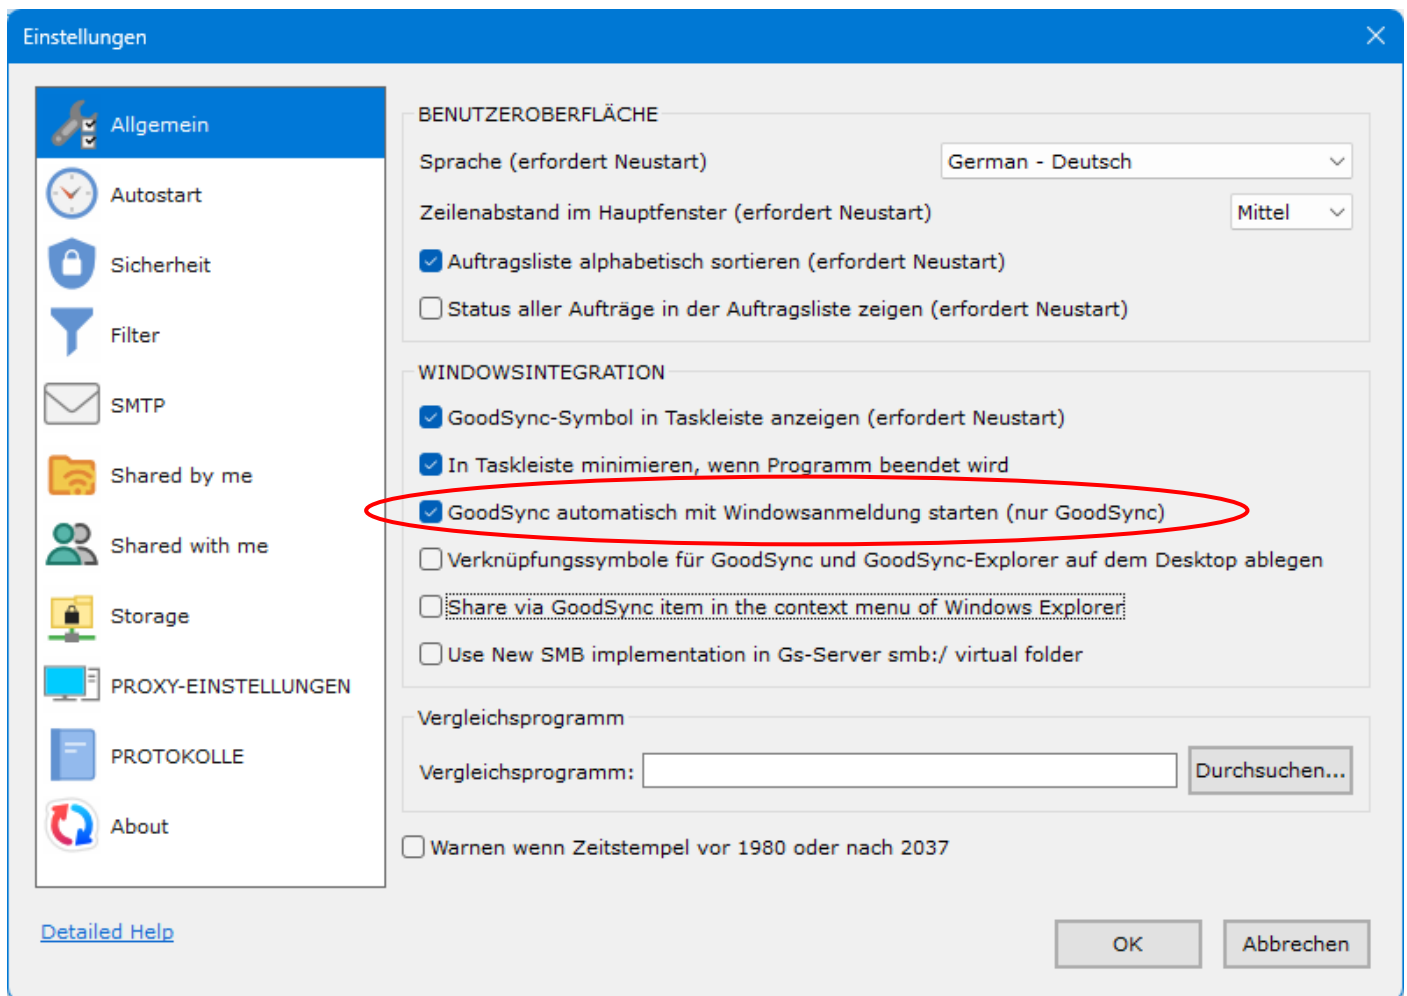 Einstellungen
Allgemein
Autostart
Sicherheit
Filter
SMTP
Shared by me
Shared with me
Storage
PROXY-EINSTELLUNGEN
PROTOKOLLE
About
Detailed Help
BENUTZEROBERFLÄCHE
Sprache (erfordert Neustart) German - Deutsch
Zeilenabstand im Hauptfenster (erfordert Neustart) Mittel
Auftragsliste alphabetisch sortieren (erfordert Neustart)
Status aller Aufträge in der Auftragsliste zeigen (erfordert Neustart)
WINDOWSINTEGRATION
GoodSync-Symbol in Taskleiste anzeigen (erfordert Neustart)
In Taskleiste minimieren, wenn Programm beendet wird
GoodSync automatisch mit Windowsanmeldung starten (nur GoodSync)
Verknüpfungssymbole für GoodSync und GoodSync-Explorer auf dem Desktop ablegen
Share via GoodSync item in the context menu of Windows Explorer
Use New SMB implementation in Gs-Server smb:/ virtual folder
Vergleichsprogramm
Vergleichsprogramm: Durchsuchen...
Warnen wenn Zeitstempel vor 1980 oder nach 2037
OK Abbrechen